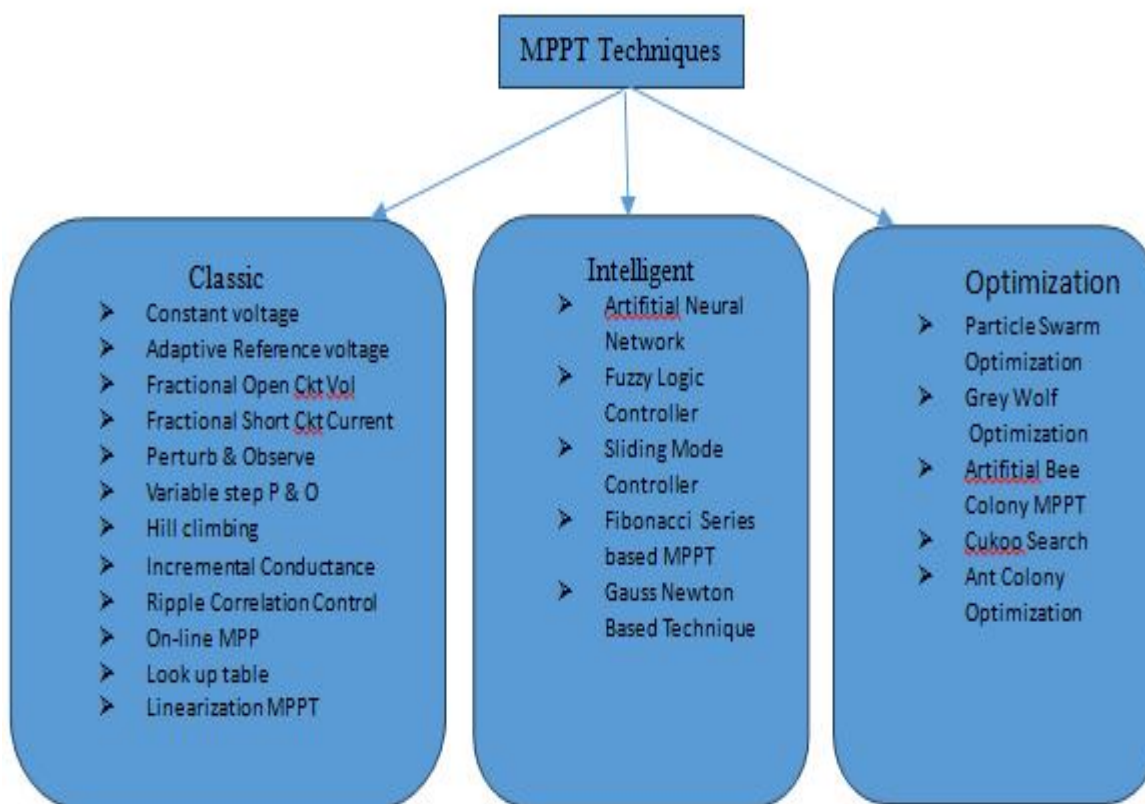 MPPT Techniques
Classic
Constant voltage
Adaptive Reference voltage
Fractional Open Ckt Vol
Fractional Short Ckt Current
Perturb & Observe
Variable step P & O
Hill climbing
Incremental Conductance
Ripple Correlation Control
On-line MPP
Look up table
Linearization MPPT
Intelligent
Artifitial Neural
Network
Fuzzy Logic
Controller
Sliding Mode
Controller
Fibonacci Series
based MPPT
Gauss Newton
Based Technique
Optimization
Particle Swarm
Optimization
Grey Wolf
Optimization
Artifitial Bee
Colony MPPT
Cukoo Search
Ant Colony
Optimization